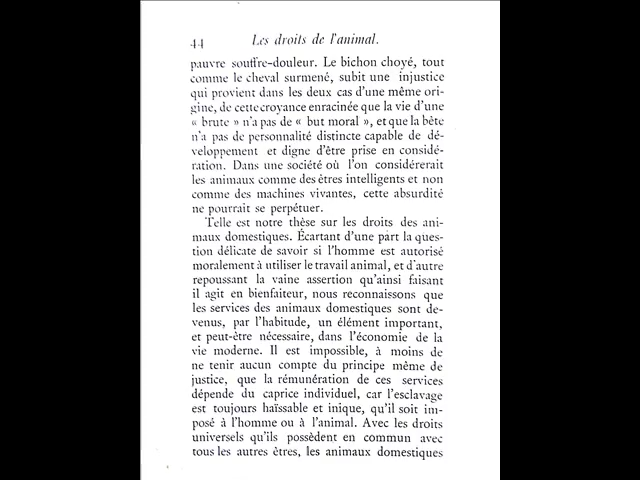 44 Les droits de l'animal.
pauvre souffre-douleur. Le bichon choyé, tout
comme le cheval surmené, subit une injustice
qui provient dans les deux cas d'une même ori-
gine, de cette croyance enracinée que la vie d'une
« brute » n'a pas de « but moral », et que la bête
n'a pas de personnalité distincte capable de dé-
veloppement et digne d'être prise en considé-
ration. Dans une société où l'on considérerait
les animaux comme des êtres intelligents et non
comme des machines vivantes, cette absurdité
ne pourrait se perpétuer.
Telle est notre thèse sur les droits des ani-
maux domestiques. Écartant d'une part la ques-
tion délicate de savoir si l'homme est autorisé
moralement à utiliser le travail animal, et d'autre
repoussant la vaine assertion qu'ainsi faisant
il agit en bienfaiteur, nous reconnaissons que
les services des animaux domestiques sont de-
venus, par l'habitude, un élément important,
et peut-être nécessaire, dans l'économie de la
vie moderne. Il est impossible, à moins de
ne tenir aucun compte du principe même de
justice, que la rémunération de ces services
dépende du caprice individuel, car l'esclavage
est toujours haïssable et inique, qu'il soit im-
posé à l'homme ou à l'animal. Avec les droits
universels qu'ils possèdent en commun avec
tous les autres êtres, les animaux domestiques